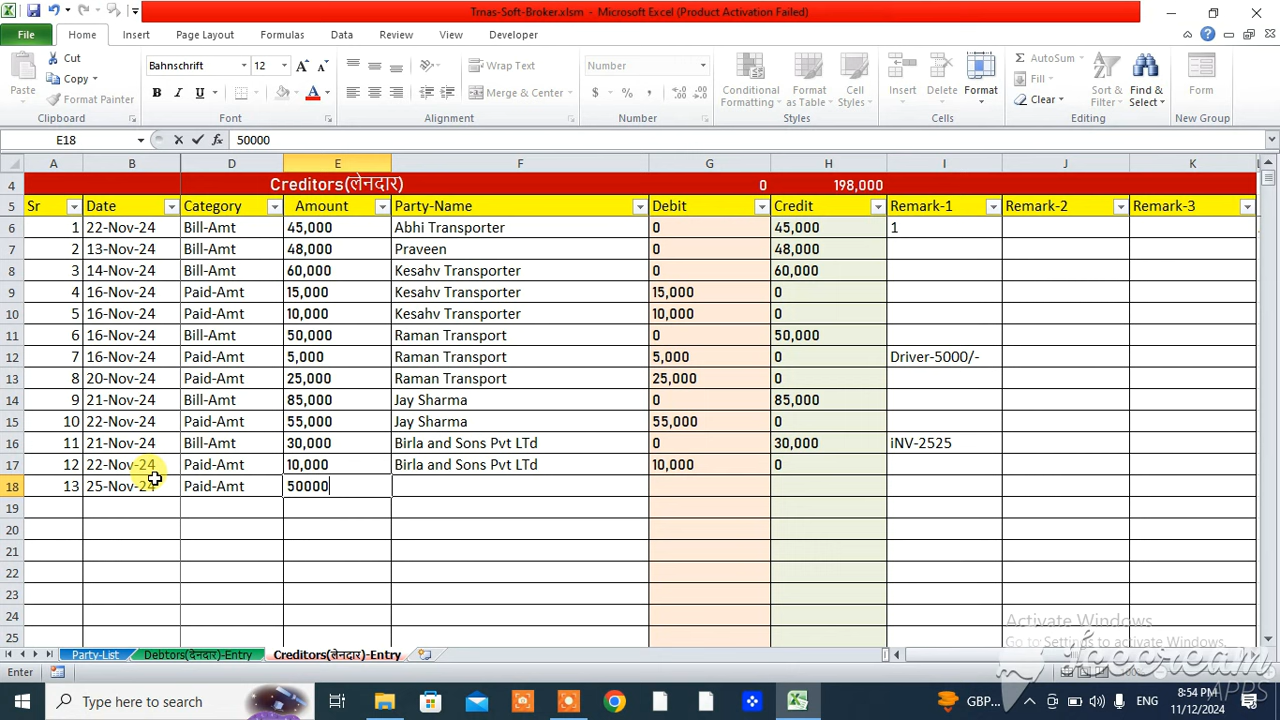 Trnas-Soft-Broker.xlsm - Microsoft Excel (Product Activation Failed)
File Home Insert Page Layout Formulas Data Review View Developer
Paste Cut Copy Format Painter Clipboard
Bahnschrift 12 B I U A Font
Wrap Text Merge & Center Alignment
Number $ % , Number
Conditional Formatting Format as Table Cell Styles Styles
Insert Delete Format Cells
AutoSum Fill Clear Sort & Filter Find & Select Editing
Form New Group
E18 fx 50000
A B D E F G H I J K
4 Creditors(लेनदार) 0 198,000
5 Sr Date Category Amount Party-Name Debit Credit Remark-1 Remark-2 Remark-3
6 1 22-Nov-24 Bill-Amt 45,000 Abhi Transporter 0 45,000 1
7 2 13-Nov-24 Bill-Amt 48,000 Praveen 0 48,000
8 3 14-Nov-24 Bill-Amt 60,000 Kesahv Transporter 0 60,000
9 4 16-Nov-24 Paid-Amt 15,000 Kesahv Transporter 15,000 0
10 5 16-Nov-24 Paid-Amt 10,000 Kesahv Transporter 10,000 0
11 6 16-Nov-24 Bill-Amt 50,000 Raman Transport 0 50,000
12 7 16-Nov-24 Paid-Amt 5,000 Raman Transport 5,000 0 Driver-5000/-
13 8 20-Nov-24 Paid-Amt 25,000 Raman Transport 25,000 0
14 9 21-Nov-24 Bill-Amt 85,000 Jay Sharma 0 85,000
15 10 22-Nov-24 Paid-Amt 55,000 Jay Sharma 55,000 0
16 11 21-Nov-24 Bill-Amt 30,000 Birla and Sons Pvt LTd 0 30,000 iNV-2525
17 12 22-Nov-24 Paid-Amt 10,000 Birla and Sons Pvt LTd 10,000 0
18 13 25-Nov-24 Paid-Amt 50000
19
20
21
22
23
24
25
Activate Windows
Go to Settings to activate Windows.
Party-List Debtors(देनदार)-Entry Creditors(लेनदार)-Entry
Enter
Icecream APPS
Type here to search
GBP... ENG 8:54 PM 11/12/2024